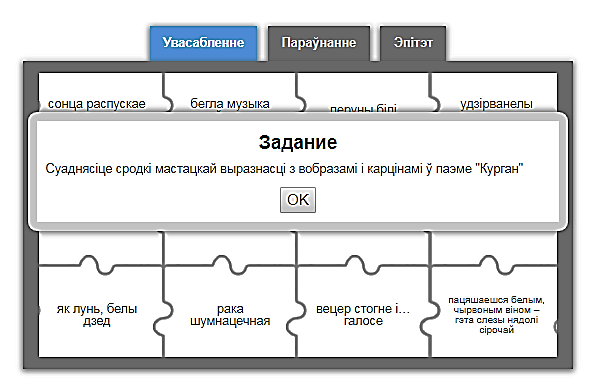 Увасабленне Параўнанне Эпітэт
сонца распускае бегла музыка перуны білі удзірванелы
Задание
Суаднясіце сродкі мастацкай выразнасці з вобразамі і карцінамі ў паэме "Курган"
OK
як лунь, белы
дзед
рака
шумнацечная
вецер стогне і...
галосе
пацяшаешся белым,
чырвоным віном –
гэта слезы нядолі
сірочай